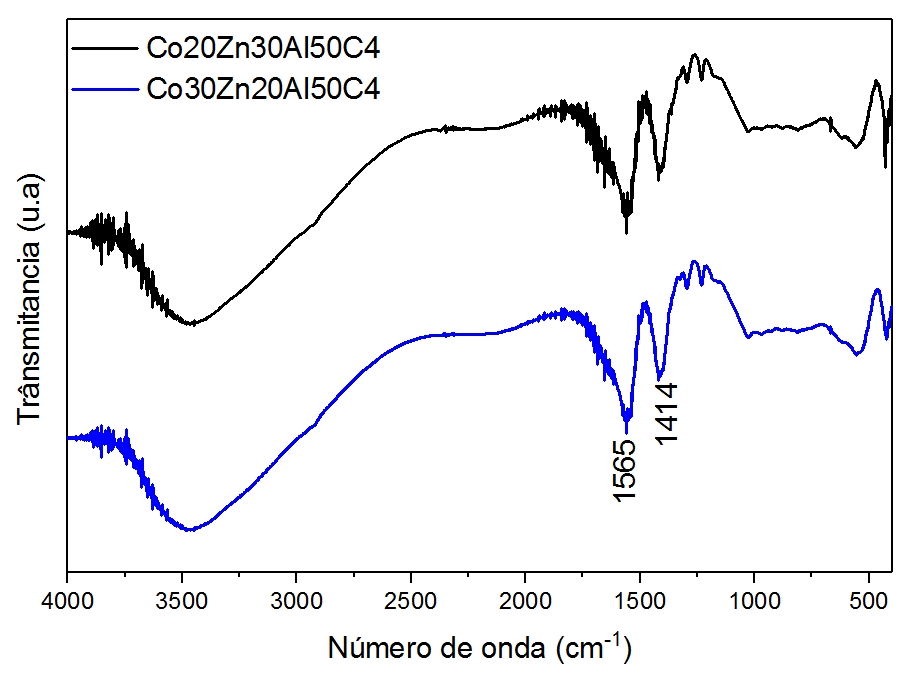 Co20Zn30Al50C4
Co30Zn20Al50C4
Trânsmitancia (u.a)
1565
1414
4000 3500 3000 2500 2000 1500 1000 500
Número de onda (cm⁻¹)